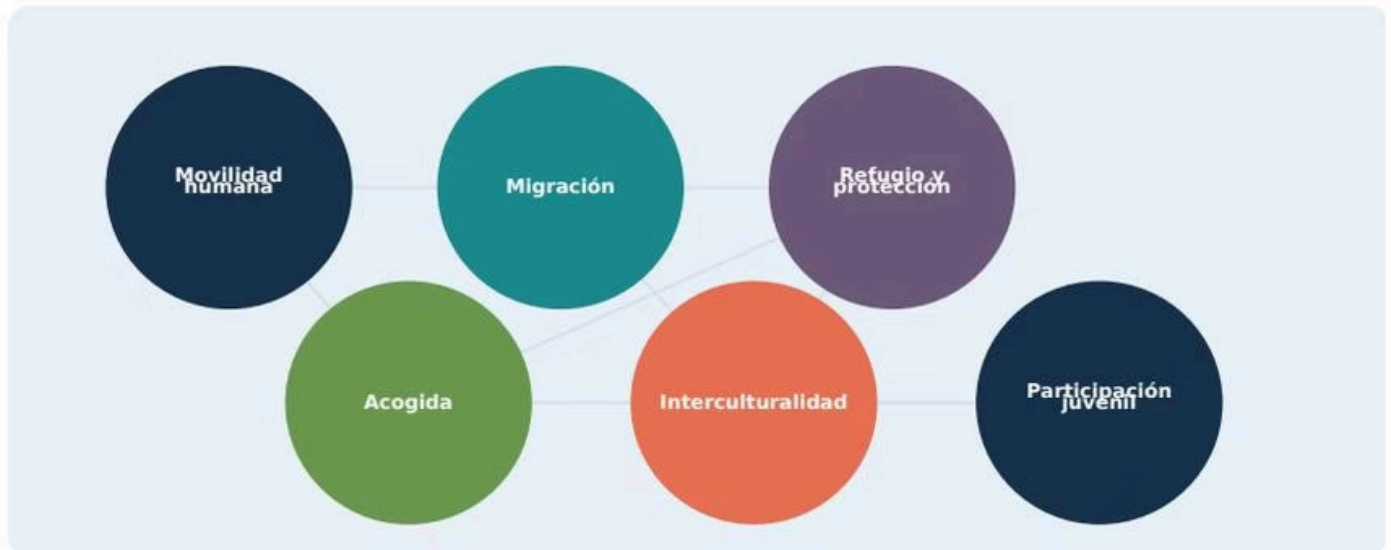 Movilidad
humana
Migración
Refugio y
protección
Acogida
Interculturalidad
Participación
juvenil